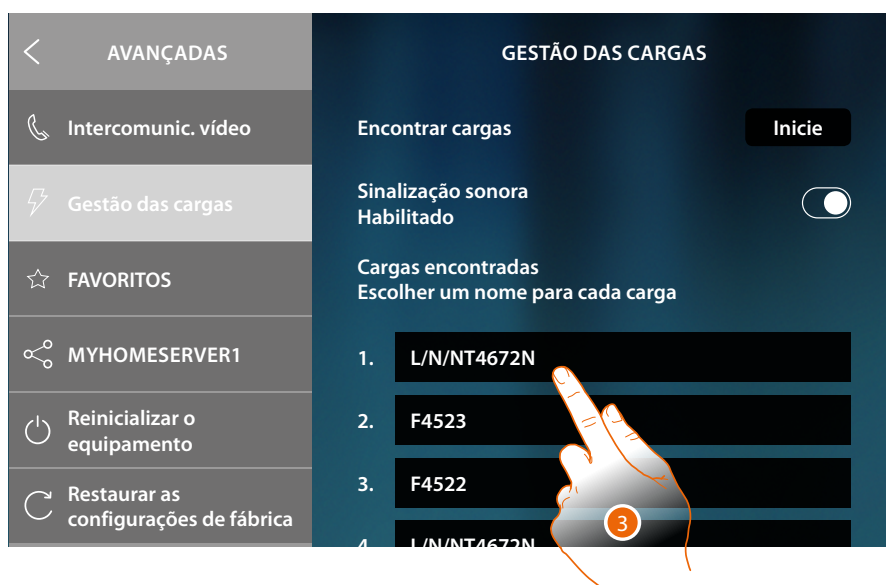 AVANÇADAS
Intercomunic. vídeo
Gestão das cargas
FAVORITOS
MYHOMESERVER1
Reinicializar o
equipamento
Restaurar as
configurações de fábrica
GESTÃO DAS CARGAS
Encontrar cargas
Inicie
Sinalização sonora
Habilitado
Cargas encontradas
Escolher um nome para cada carga
1. L/N/NT4672N
2. F4523
3. F4522
4. L/N/NT4672N
3